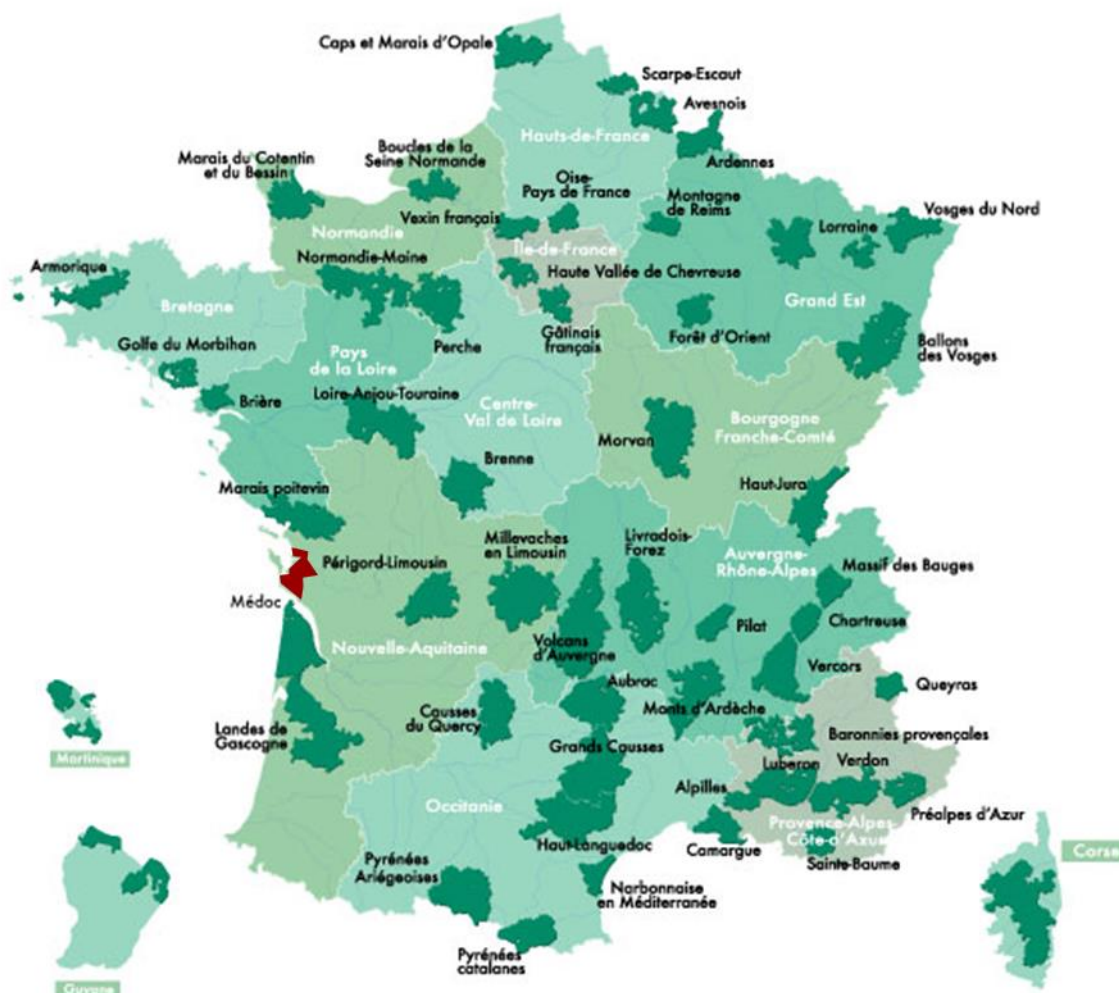 Caps et Marais d'Opale
Scarpe-Escaut
Avesnois
Hauts-de-France
Ardennes
Marais du Cotentin
et du Bessin
Boucles de la
Seine Normande
Oise-
Pays de France
Montagne
de Reims
Vosges du Nord
Lorraine
Vexin français
Normandie
Île-de-France
Normandie-Maine
Haute Vallée de Chevreuse
Armorique
Bretagne
Grand Est
Golfe du Morbihan
Perche
Gâtinais
français
Forêt d'Orient
Ballons
des Vosges
Pays
de la Loire
Brière
Loire-Anjou-Touraine
Centre-
Val de Loire
Bourgogne
Franche-Comté
Morvan
Brenne
Marais poitevin
Haut-Jura
Millevaches
en Limousin
Livradois-
Forez
Auvergne-
Rhône-Alpes
Périgord-Limousin
Massif des Bauges
Médoc
Pilat
Chartreuse
Nouvelle-Aquitaine
Volcans
d'Auvergne
Vercors
Aubrac
Queyras
Causses
du Quercy
Monts d'Ardèche
Landes de
Gascogne
Grands Causses
Baronnies provençales
Martinique
Luberon
Verdon
Alpilles
Occitanie
Préalpes d'Azur
Provence-Alpes-
Côte-d'Azur
Haut-Languedoc
Camargue
Sainte-Baume
Corse
Pyrénées
Ariégeoises
Narbonnaise
en Méditerranée
Pyrénées
catalanes
Guyane